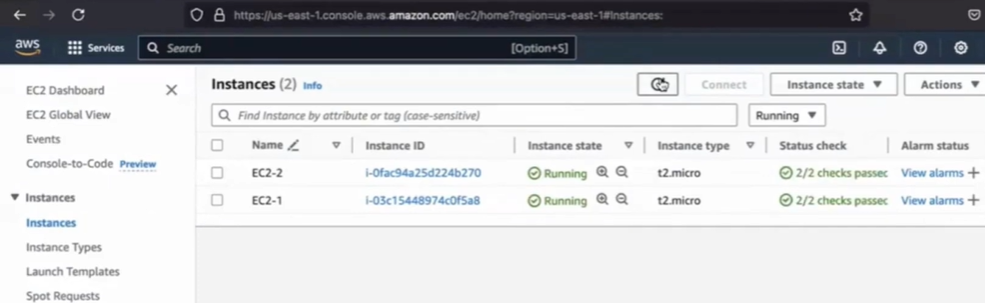 https://us-east-1.console.aws.amazon.com/ec2/home?region=us-east-1#Instances:
aws Services Search [Option+S]
EC2 Dashboard
EC2 Global View
Events
Console-to-Code Preview
Instances
Instances
Instance Types
Launch Templates
Spot Requests
Instances (2) Info Connect Instance state Actions
Find Instance by attribute or tag (case-sensitive) Running
Name Instance ID Instance state Instance type Status check Alarm status
EC2-2 i-0fac94a25d224b270 Running t2.micro 2/2 checks passec View alarms
EC2-1 i-03c15448974c0f5a8 Running t2.micro 2/2 checks passec View alarms